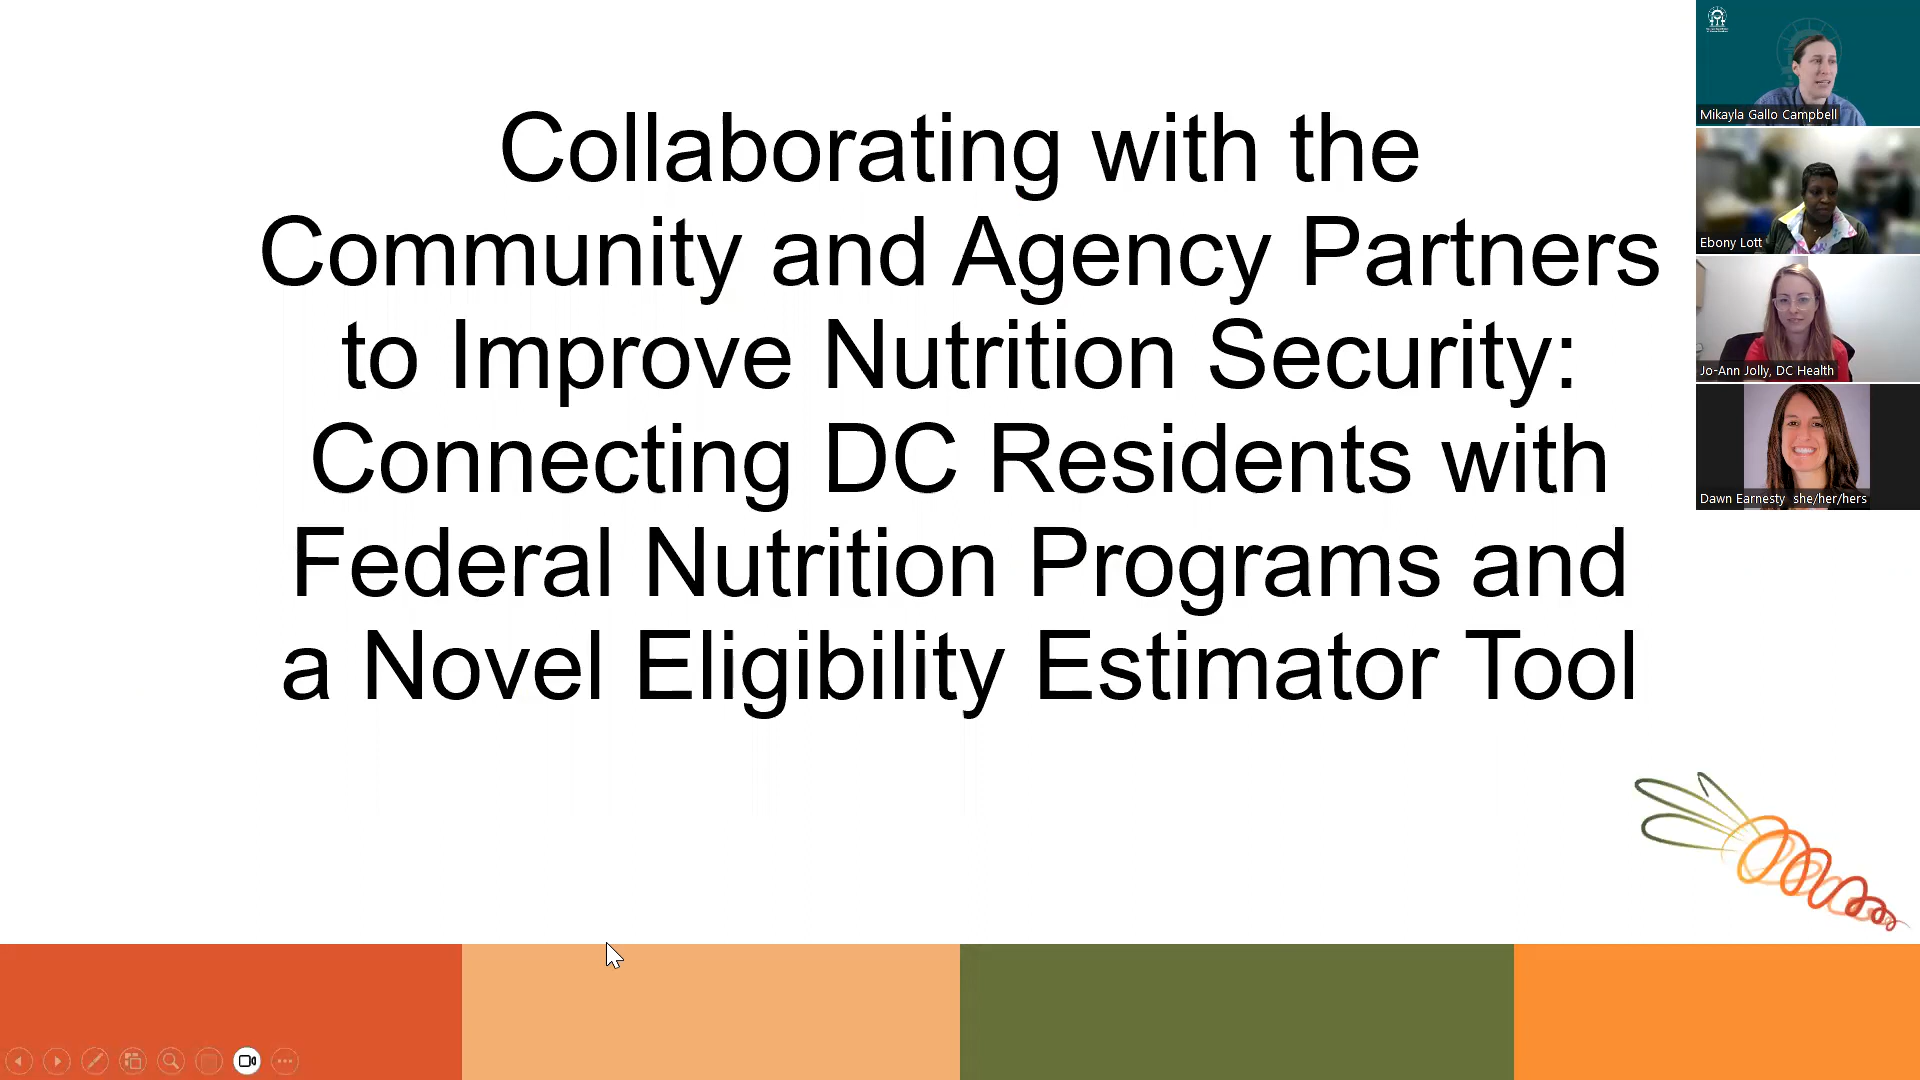 Collaborating with the
Community and Agency Partners
to Improve Nutrition Security:
Connecting DC Residents with
Federal Nutrition Programs and
a Novel Eligibility Estimator Tool
Mikayla Gallo Campbell
Ebony Lott
Jo-Ann Jolly, DC Health
Dawn Earnesty she/her/hers